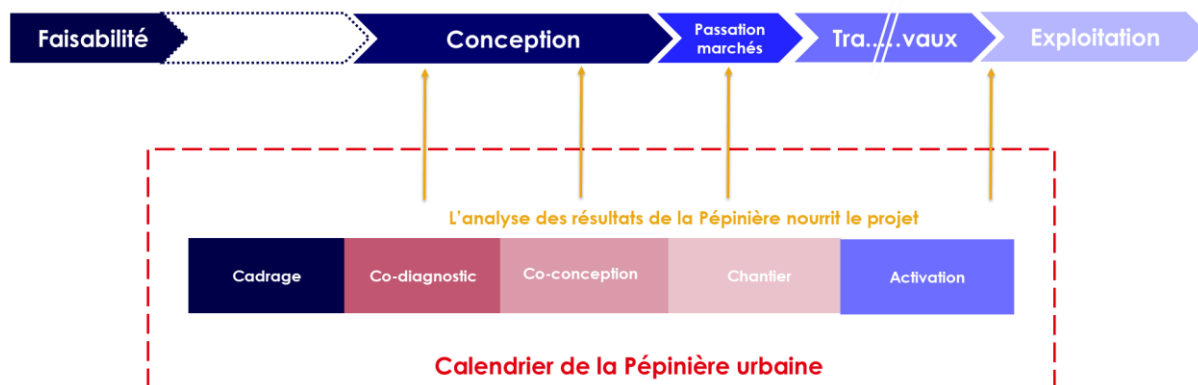 Faisabilité
Conception
Passation
marchés
Tra.....vaux
Exploitation
L'analyse des résultats de la Pépinière nourrit le projet
Cadrage
Co-diagnostic
Co-conception
Chantier
Activation
Calendrier de la Pépinière urbaine